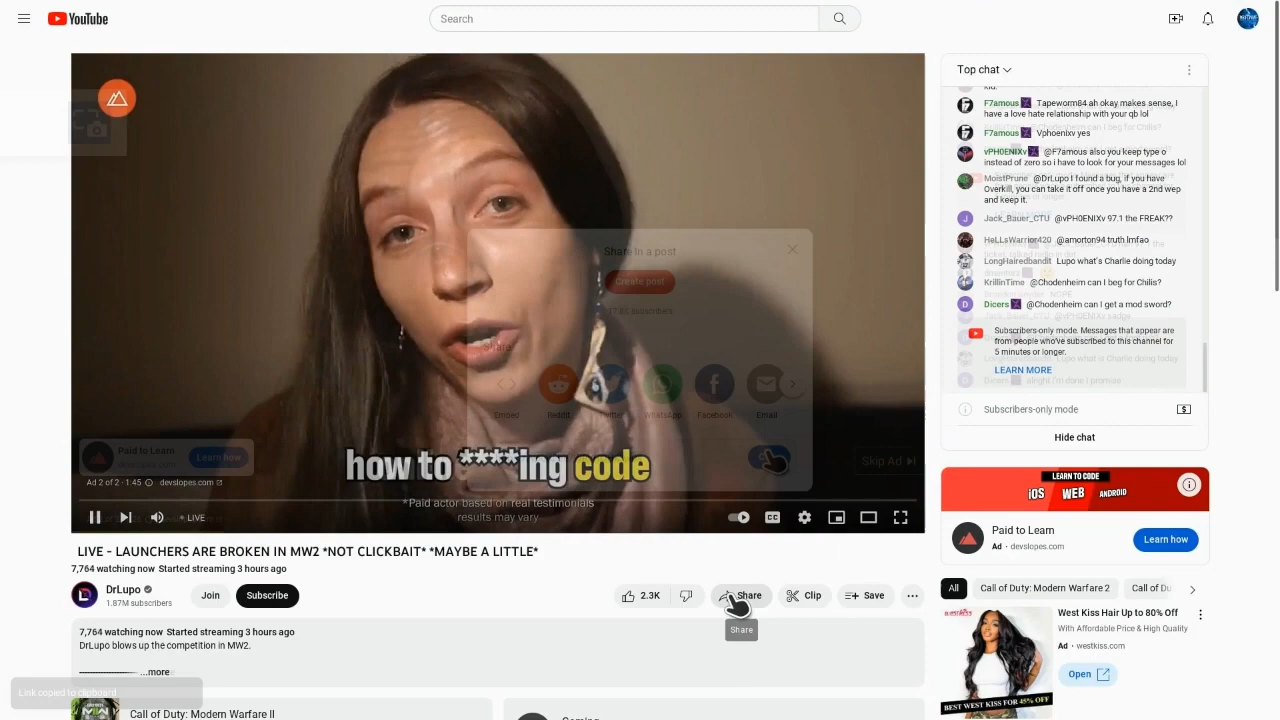 YouTube
Search
Top chat
kid.
F7amous Tapeworm84 ah okay makes sense, I
have a love hate relationship with your qb lol
F7amous Vphoenixv yes
vPH0ENIXv @F7amous also you keep type o
instead of zero so i have to look for your messages lol
MoistPrune @DrLupo I found a bug, if you have
Overkill, you can take it off once you have a 2nd wep
and keep it.
Jack_Bauer_CTU @vPH0ENIXv 97.1 the FREAK??
HeLLsWarrior420 @amorton94 truth lmfao
LongHairedbandit Lupo what's Charlie doing today
KrillinTime @Chodenheim can I beg for Chilis?
Dicers @Chodenheim can I get a mod sword?
Subscribers-only mode. Messages that appear are
from people who've subscribed to this channel for
5 minutes or longer.
LEARN MORE
Dicers alright I'm done I promise
Subscribers-only mode
Hide chat
Share in a post
Create post
Embed
Reddit
Twitter
WhatsApp
Facebook
Email
Paid to Learn
devslopes.com
Learn how
how to ****ing code
Skip Ad
Ad 2 of 2 · 1:45
devslopes.com
*Paid actor based on real testimonials
results may vary
LIVE
LEARN TO CODE
iOS WEB ANDROID
Paid to Learn
Ad · devslopes.com
Learn how
LIVE - LAUNCHERS ARE BROKEN IN MW2 *NOT CLICKBAIT* *MAYBE A LITTLE*
7,764 watching now Started streaming 3 hours ago
DrLupo
1.87M subscribers
Join
Subscribe
2.3K
Share
Clip
Save
Share
7,764 watching now Started streaming 3 hours ago
DrLupo blows up the competition in MW2.
...more
Link copied to clipboard
Call of Duty: Modern Warfare II
Gaming
All
Call of Duty: Modern Warfare 2
Call of Du
West Kiss Hair Up to 80% Off
With Affordable Price & High Quality
Ad · westkiss.com
Open
BEST WEST KISS FOR 45% OFF